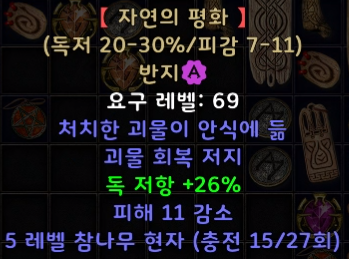 【 자연의 평화 】
(독저 20-30%/피감 7-11)
반지A
요구 레벨: 69
처치한 괴물이 안식에 듦
괴물 회복 저지
독 저항 +26%
피해 11 감소
5 레벨 참나무 현자 (충전 15/27회)